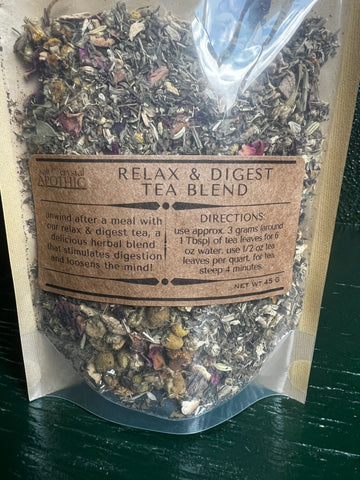 crystal
APOTHIC
RELAX & DIGEST
TEA BLEND
unwind after a meal with
our relax & digest tea, a
delicious herbal blend
that stimulates digestion
and loosens the mind!
DIRECTIONS:
use approx. 3 grams (around
1 Tbsp) of tea leaves for 6
oz water. use 1/2 oz tea
leaves per quart. for tea
steep 4 minutes.
NET WT 45 G